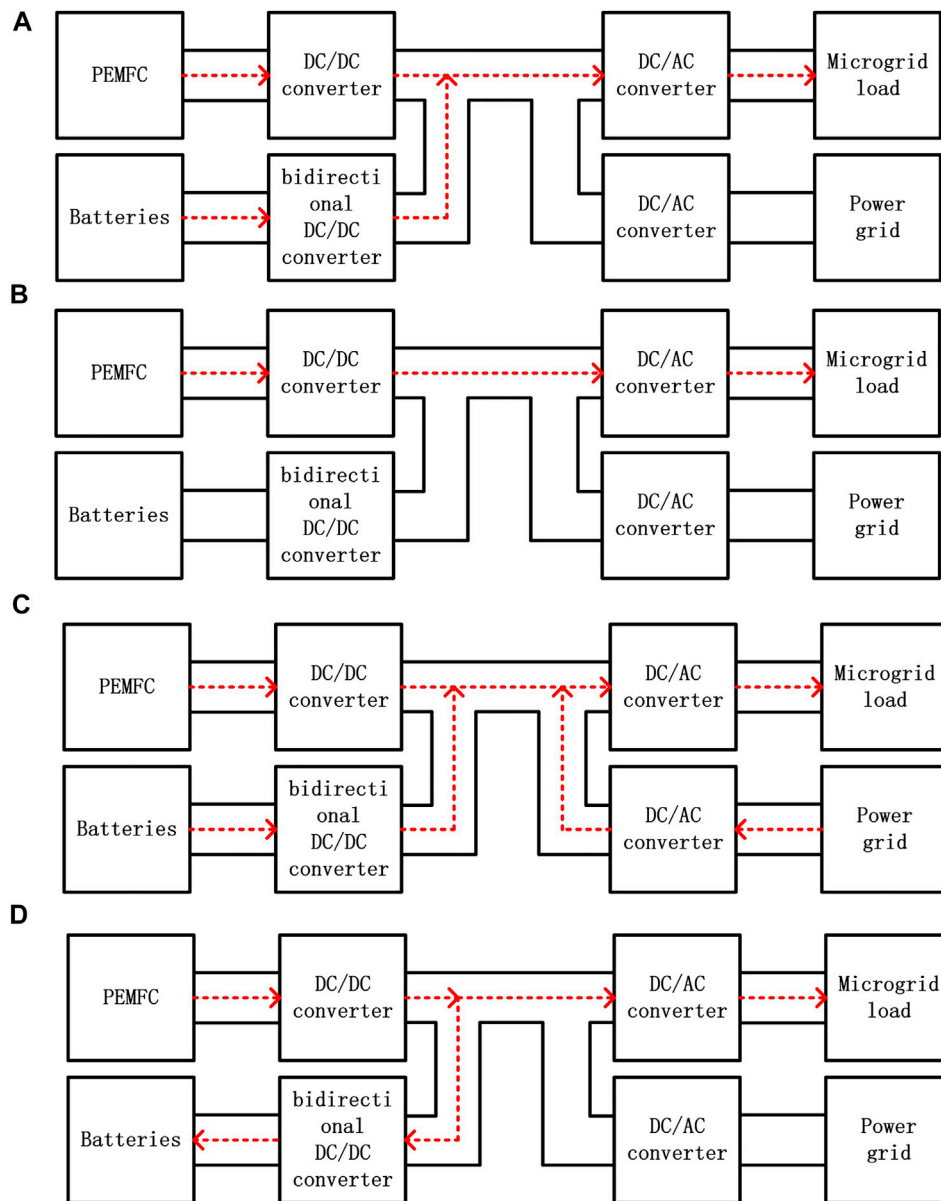 A
PEMFC
DC/DC
converter
DC/AC
converter
Microgrid
load
Batteries
bidirecti
onal
DC/DC
converter
DC/AC
converter
Power
grid
B
PEMFC
DC/DC
converter
DC/AC
converter
Microgrid
load
Batteries
bidirecti
onal
DC/DC
converter
DC/AC
converter
Power
grid
C
PEMFC
DC/DC
converter
DC/AC
converter
Microgrid
load
Batteries
bidirecti
onal
DC/DC
converter
DC/AC
converter
Power
grid
D
PEMFC
DC/DC
converter
DC/AC
converter
Microgrid
load
Batteries
bidirecti
onal
DC/DC
converter
DC/AC
converter
Power
grid